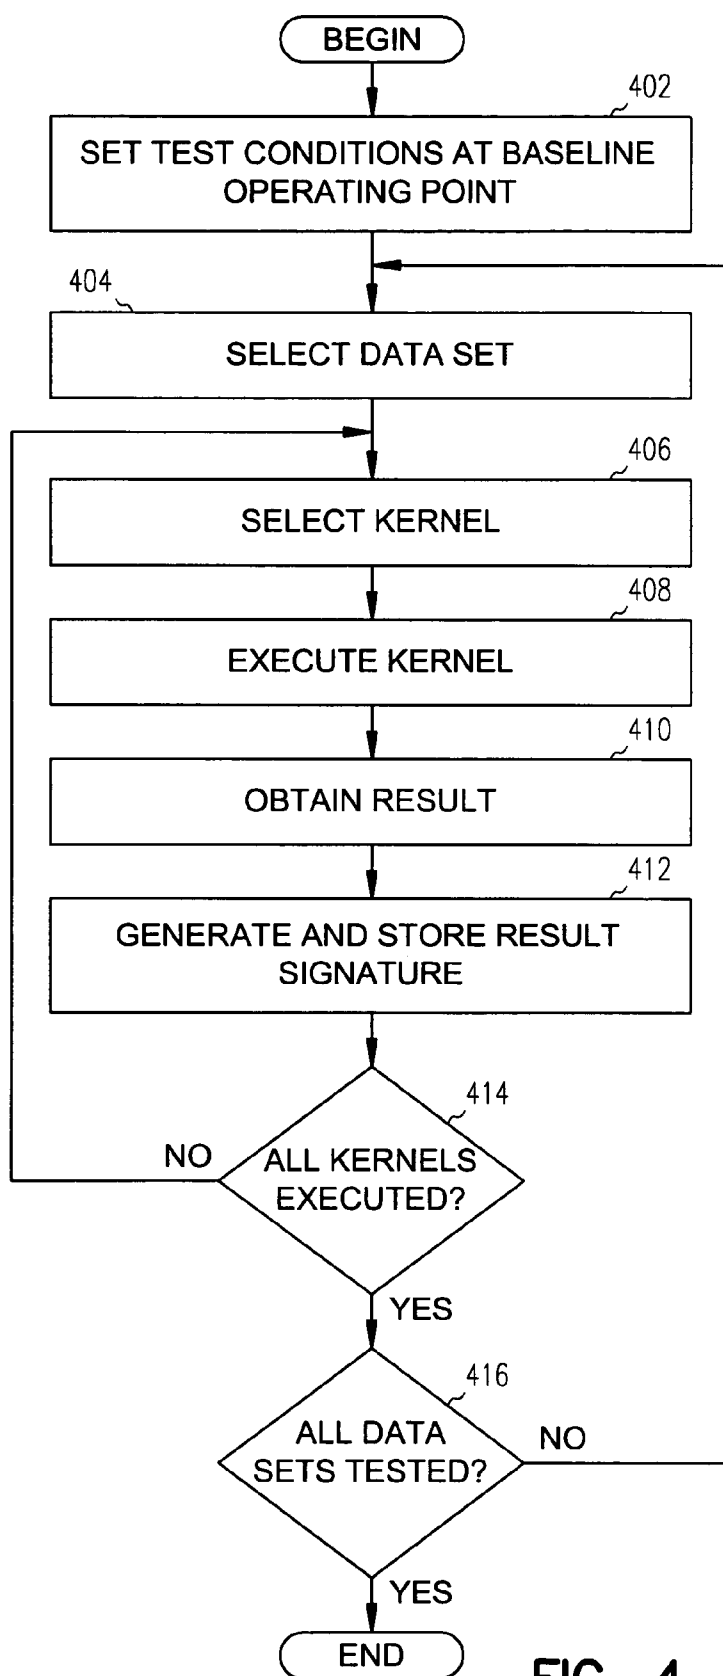 BEGIN
402
SET TEST CONDITIONS AT BASELINE
OPERATING POINT
404
SELECT DATA SET
406
SELECT KERNEL
408
EXECUTE KERNEL
410
OBTAIN RESULT
412
GENERATE AND STORE RESULT
SIGNATURE
414
NO
ALL KERNELS
EXECUTED?
YES
416
ALL DATA
SETS TESTED?
NO
YES
END
FIG. 4